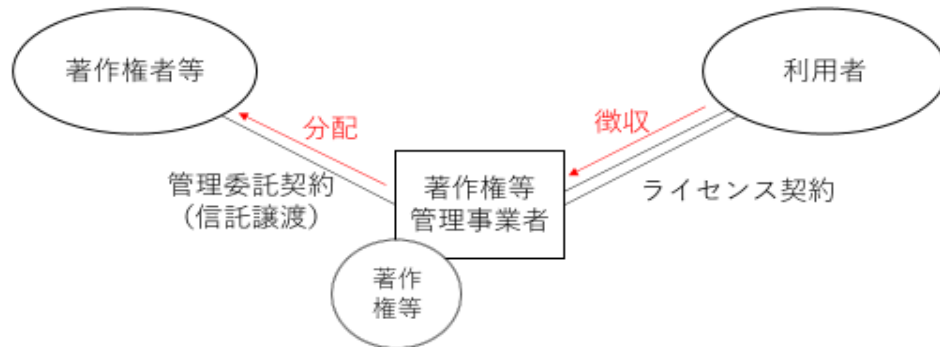 著作権者等
利用者
分配
徴収
管理委託契約
（信託譲渡）
著作権等
管理事業者
ライセンス契約
著作
権等